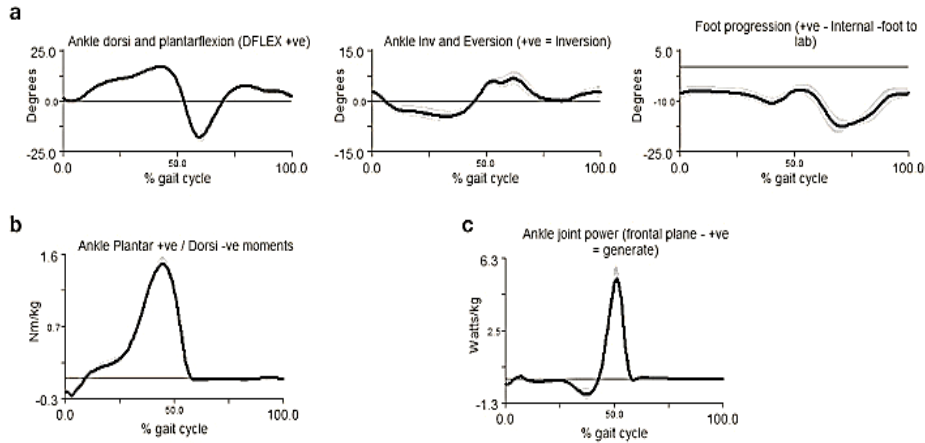 a
Ankle dorsi and plantarflexion (DFLEX +ve)
25.0
Degrees
0.0
-25.0
0.0
50.0
100.0
% gait cycle
Ankle Inv and Eversion (+ve = Inversion)
15.0
Degrees
0.0
-15.0
0.0
50.0
100.0
% gait cycle
Foot progression (+ve - Internal -foot to
lab)
5.0
Degrees
-10.0
-25.0
0.0
50.0
100.0
% gait cycle
b
Ankle Plantar +ve / Dorsi -ve moments
1.6
Nm/kg
0.7
-0.3
0.0
50.0
100.0
% gait cycle
c
Ankle joint power (frontal plane - +ve
= generate)
6.3
Watts/kg
2.5
-1.3
0.0
50.0
100.0
% gait cycle